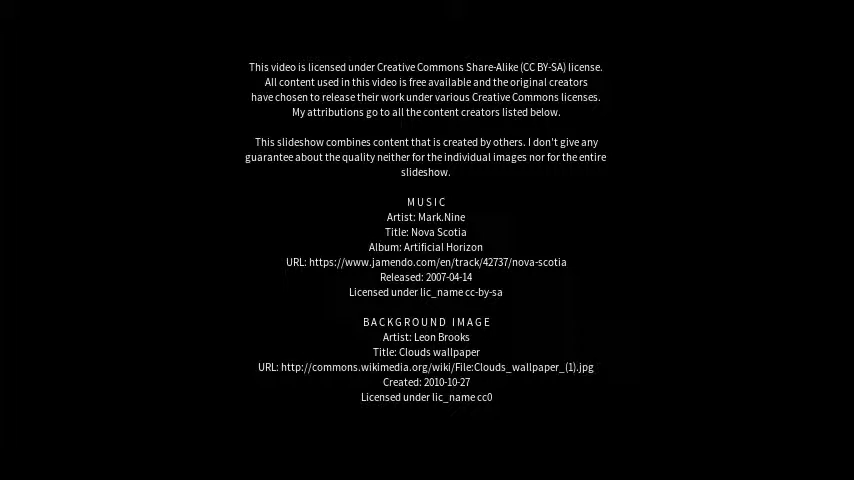 This video is licensed under Creative Commons Share-Alike (CC BY-SA) license.
All content used in this video is free available and the original creators
have chosen to release their work under various Creative Commons licenses.
My attributions go to all the content creators listed below.
This slideshow combines content that is created by others. I don't give any
guarantee about the quality neither for the individual images nor for the entire
slideshow.
MUSIC
Artist: Mark.Nine
Title: Nova Scotia
Album: Artificial Horizon
URL: https://www.jamendo.com/en/track/42737/nova-scotia
Released: 2007-04-14
Licensed under lic_name cc-by-sa
BACKGROUND IMAGE
Artist: Leon Brooks
Title: Clouds wallpaper
URL: http://commons.wikimedia.org/wiki/File:Clouds_wallpaper_(1).jpg
Created: 2010-10-27
Licensed under lic_name cc0